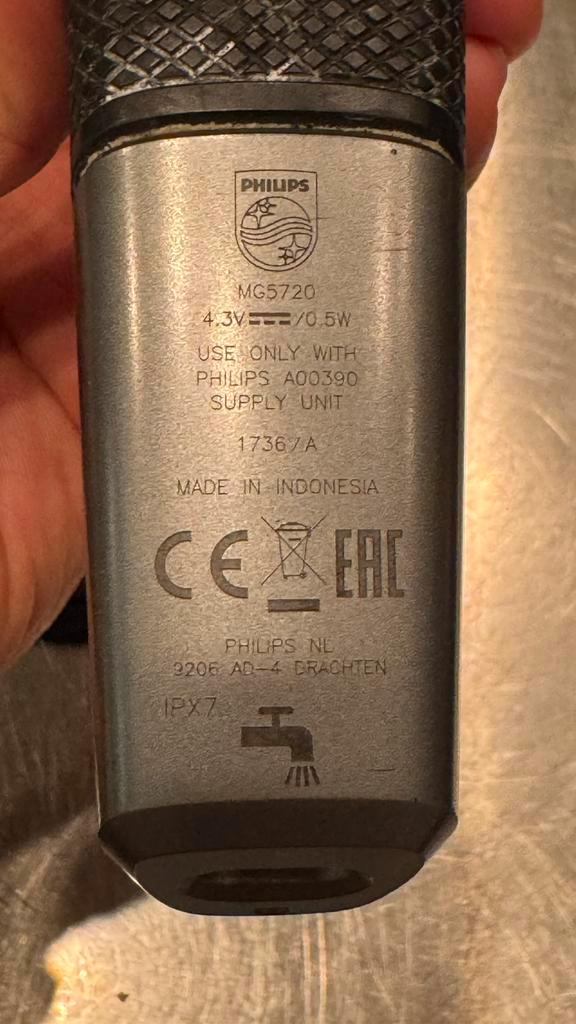 PHILIPS
MG5720
4.3V⎓/0.5W
USE ONLY WITH
PHILIPS A00390
SUPPLY UNIT
1736/A
MADE IN INDONESIA
CE EAC
PHILIPS NL
9206 AD-4 DRACHTEN
IPX7